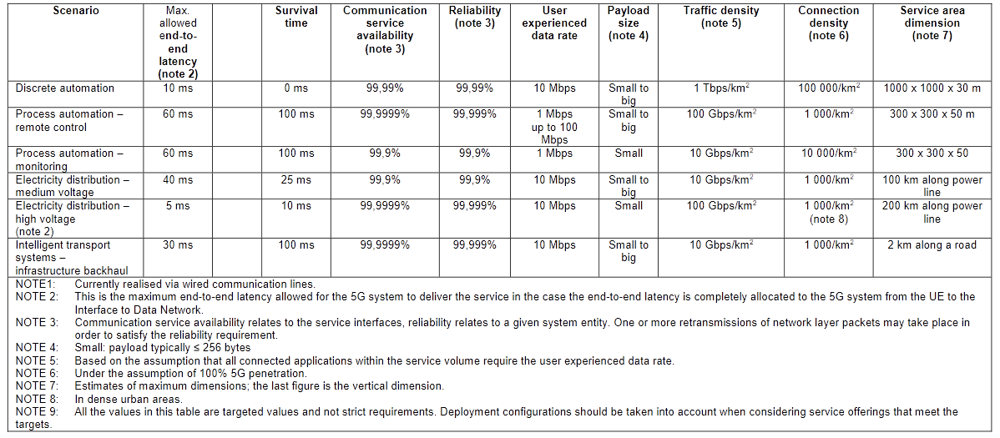 Scenario Max. Survival Communication Reliability User Payload Traffic density Connection Service area
allowed time service (note 3) experienced size (note 5) density dimension
end-to- availability data rate (note 4) (note 6) (note 7)
end (note 3)
latency
(note 2)
Discrete automation 10 ms 0 ms 99,99% 99,99% 10 Mbps Small to 1 Tbps/km2 100 000/km2 1000 x 1000 x 30 m
big
Process automation – 60 ms 100 ms 99,9999% 99,999% 1 Mbps Small to 100 Gbps/km2 1 000/km2 300 x 300 x 50 m
remote control up to 100 big
Mbps
Process automation – 60 ms 100 ms 99,9% 99,9% 1 Mbps Small 10 Gbps/km2 10 000/km2 300 x 300 x 50
monitoring
Electricity distribution – 40 ms 25 ms 99,9% 99,9% 10 Mbps Small to 10 Gbps/km2 1 000/km2 100 km along power
medium voltage big line
Electricity distribution – 5 ms 10 ms 99,9999% 99,999% 10 Mbps Small 100 Gbps/km2 1 000/km2 200 km along power
high voltage (note 8) line
(note 2)
Intelligent transport 30 ms 100 ms 99,9999% 99,999% 10 Mbps Small to 10 Gbps/km2 1 000/km2 2 km along a road
systems – big
infrastructure backhaul
NOTE1: Currently realised via wired communication lines.
NOTE 2: This is the maximum end-to-end latency allowed for the 5G system to deliver the service in the case the end-to-end latency is completely allocated to the 5G system from the UE to the
Interface to Data Network.
NOTE 3: Communication service availability relates to the service interfaces, reliability relates to a given system entity. One or more retransmissions of network layer packets may take place in
order to satisfy the reliability requirement.
NOTE 4: Small: payload typically ≤ 256 bytes
NOTE 5: Based on the assumption that all connected applications within the service volume require the user experienced data rate.
NOTE 6: Under the assumption of 100% 5G penetration.
NOTE 7: Estimates of maximum dimensions; the last figure is the vertical dimension.
NOTE 8: In dense urban areas.
NOTE 9: All the values in this table are targeted values and not strict requirements. Deployment configurations should be taken into account when considering service offerings that meet the
targets.